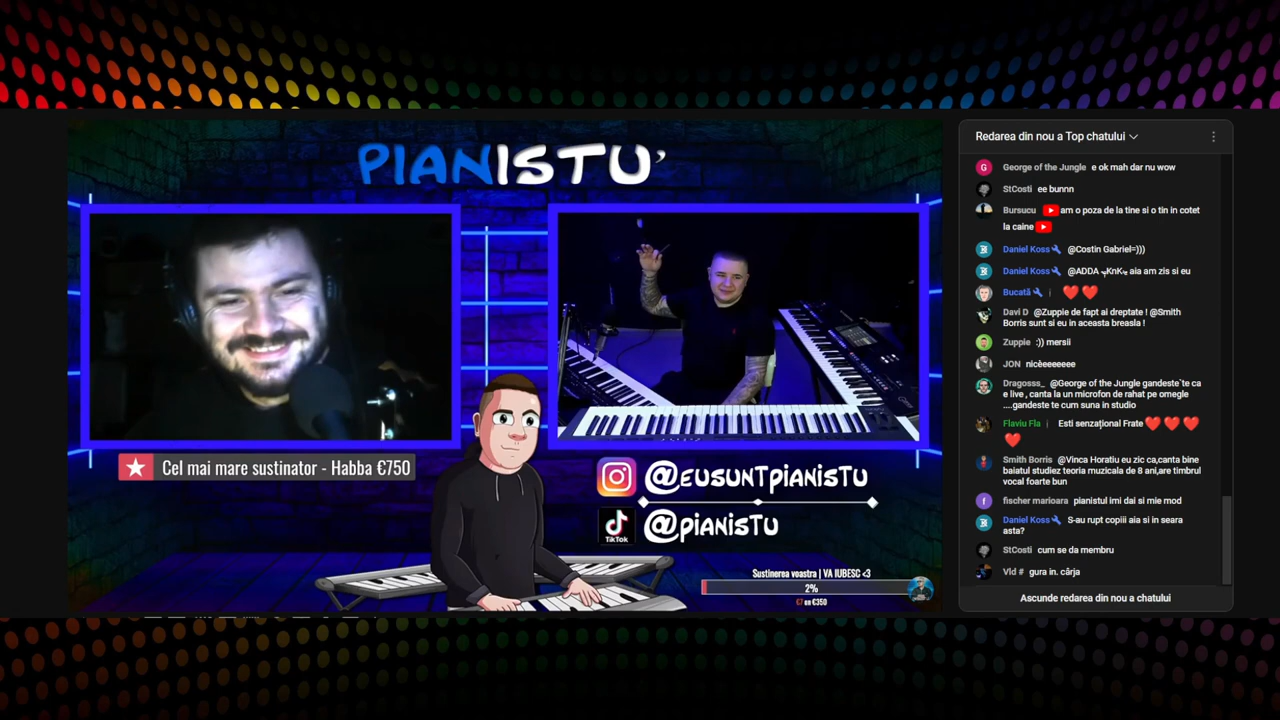 PIANISTU'
Cel mai mare sustinator - Habba €750
@EUSUNTPIANISTU
TikTok
@PIANISTU
Sustinerea voastra | VA IUBESC <3
2%
€7 en €350
Redarea din nou a Top chatului
G George of the Jungle e ok mah dar nu wow
StCosti ee bunnn
Bursucu am o poza de la tine si o tin in cotet
la caine
Daniel Koss @Costin Gabriel=)))
Daniel Koss @ADDA KnK aia am zis si eu
Bucată ❤️❤️
Davi D @Zuppie de fapt ai dreptate ! @Smith
Borris sunt si eu in aceasta breasla !
Zuppie :)) mersii
JON nicèeeeeeee
Dragosss_ @George of the Jungle gandeste`te ca
e live , canta la un microfon de rahat pe omegle
....gandeste te cum suna in studio
Flaviu Fla Esti senzațional Frate❤️❤️❤️
❤️
Smith Borris @Vinca Horatiu eu zic ca,canta bine
baiatul studiez teoria muzicala de 8 ani,are timbrul
vocal foarte bun
f fischer marioara pianistul imi dai si mie mod
Daniel Koss S-au rupt copiii aia si in seara
asta?
StCosti cum se da membru
Vld # gura in. cârja
Ascunde redarea din nou a chatului